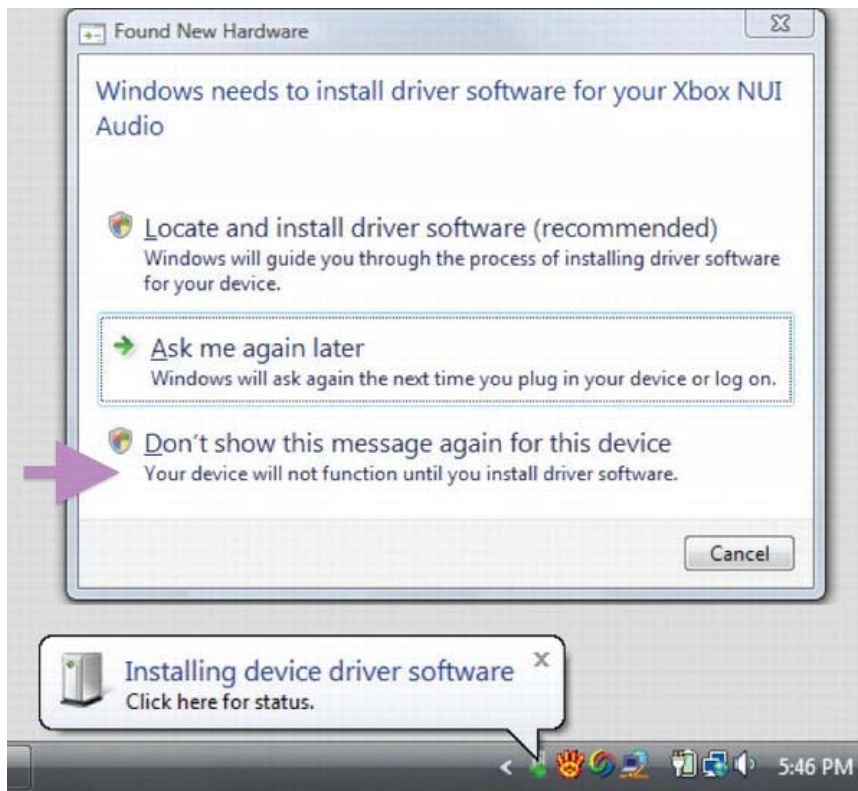 Found New Hardware
Windows needs to install driver software for your Xbox NUI
Audio
Locate and install driver software (recommended)
Windows will guide you through the process of installing driver software
for your device.
Ask me again later
Windows will ask again the next time you plug in your device or log on.
Don't show this message again for this device
Your device will not function until you install driver software.
Cancel
Installing device driver software
Click here for status.
5:46 PM